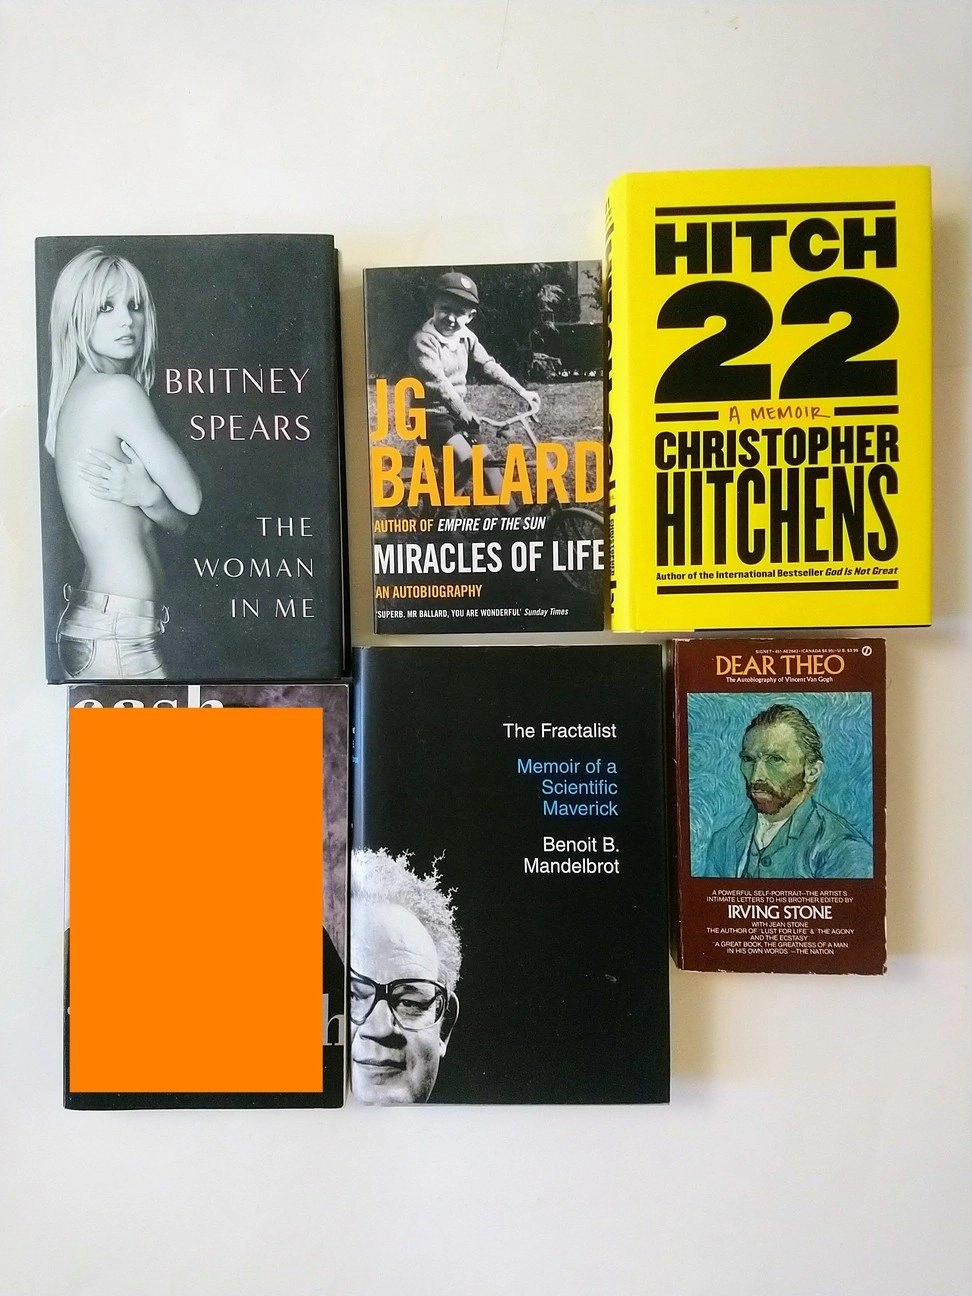 BRITNEY
SPEARS
THE
WOMAN
IN ME
JG
BALLARD
AUTHOR OF EMPIRE OF THE SUN
MIRACLES OF LIFE
AN AUTOBIOGRAPHY
'SUPERB. MR BALLARD, YOU ARE WONDERFUL' Sunday Times
HITCH
22
A MEMOIR
CHRISTOPHER
HITCHENS
Author of the International Bestseller God Is Not Great
The Fractalist
Memoir of a
Scientific
Maverick
Benoit B.
Mandelbrot
DEAR THEO
The Autobiography of Vincent Van Gogh
A POWERFUL SELF-PORTRAIT—THE ARTIST'S
INTIMATE LETTERS TO HIS BROTHER EDITED BY
IRVING STONE
WITH JEAN STONE
THE AUTHOR OF 'LUST FOR LIFE' & 'THE AGONY
AND THE ECSTASY'
"A GREAT BOOK, THE GREATNESS OF A MAN
IN HIS OWN WORDS" —THE NATION